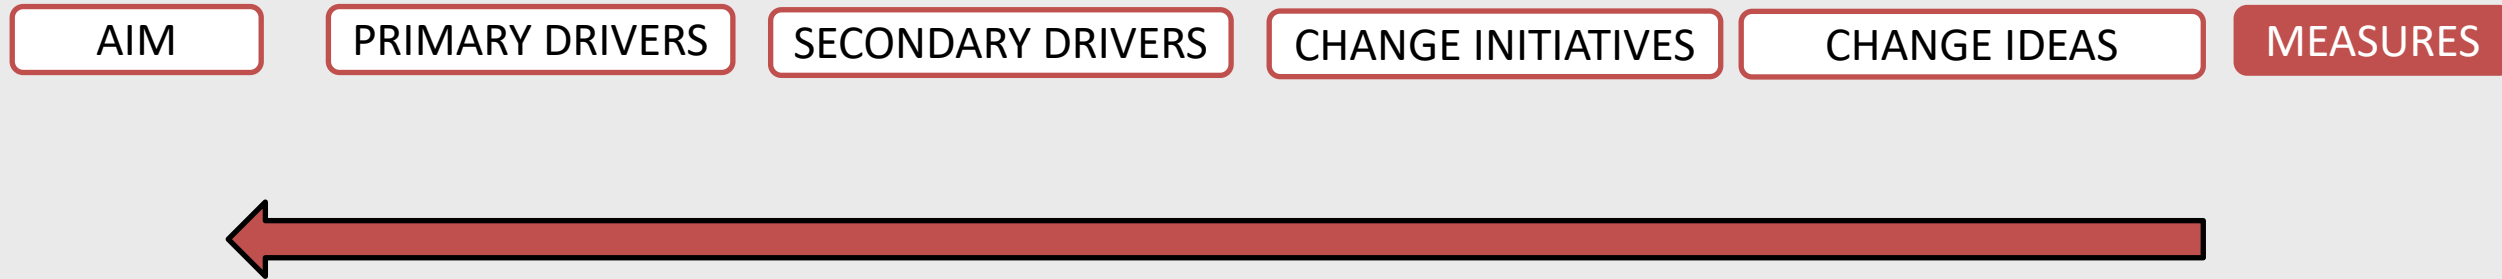 AIM
PRIMARY DRIVERS
SECONDARY DRIVERS
CHANGE INITIATIVES
CHANGE IDEAS
MEASURES